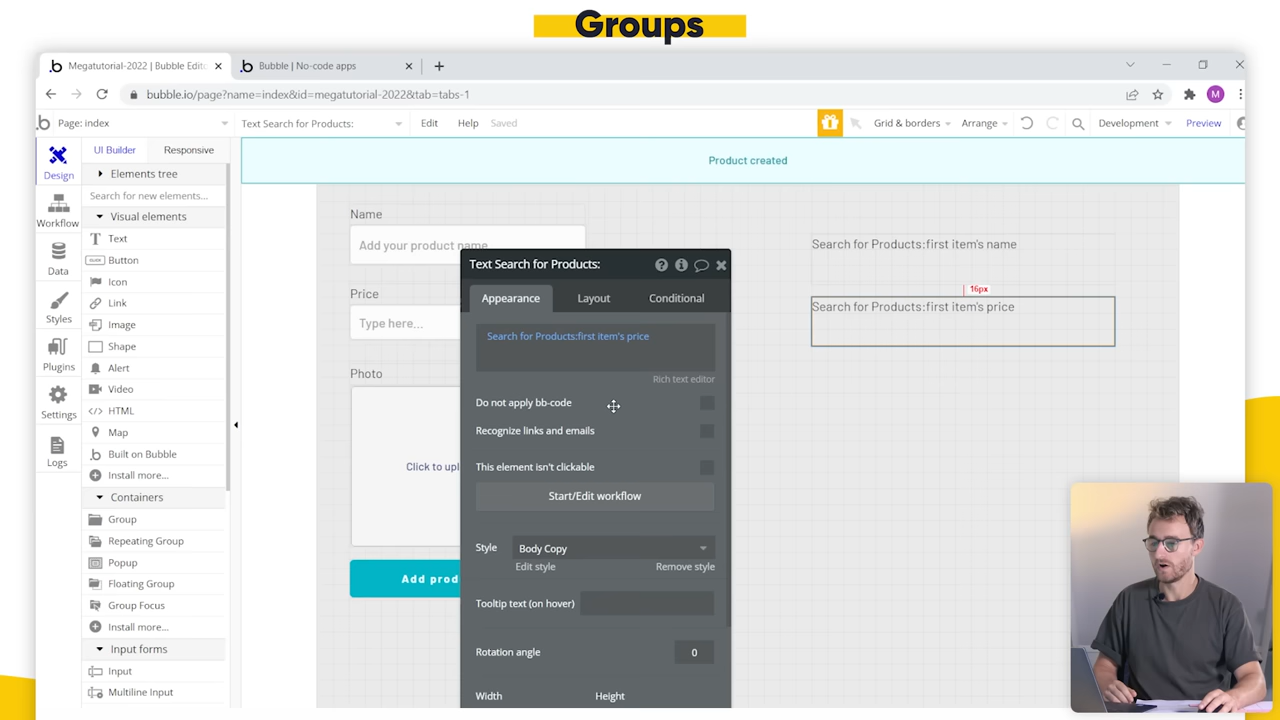 Groups
Megatutorial-2022 | Bubble Edito
Bubble | No-code apps
bubble.io/page?name=index&id=megatutorial-2022&tab=tabs-1
M
Page: index
Text Search for Products:
Edit
Help
Saved
Grid & borders
Arrange
Development
Preview
Design
Workflow
Data
Styles
Plugins
Settings
Logs
UI Builder
Responsive
Elements tree
Search for new elements...
Visual elements
Text
Button
Icon
Link
Image
Shape
Alert
Video
HTML
Map
Built on Bubble
Install more...
Containers
Group
Repeating Group
Popup
Floating Group
Group Focus
Install more...
Input forms
Input
Multiline Input
Product created
Name
Add your product name
Price
Type here...
Photo
Click to upl
Add prod
Text Search for Products:
Appearance
Layout
Conditional
Search for Products:first item's price
Rich text editor
Do not apply bb-code
Recognize links and emails
This element isn't clickable
Start/Edit workflow
Style
Body Copy
Edit style
Remove style
Tooltip text (on hover)
Rotation angle
0
Width
Height
Search for Products:first item's name
16px
Search for Products:first item's price